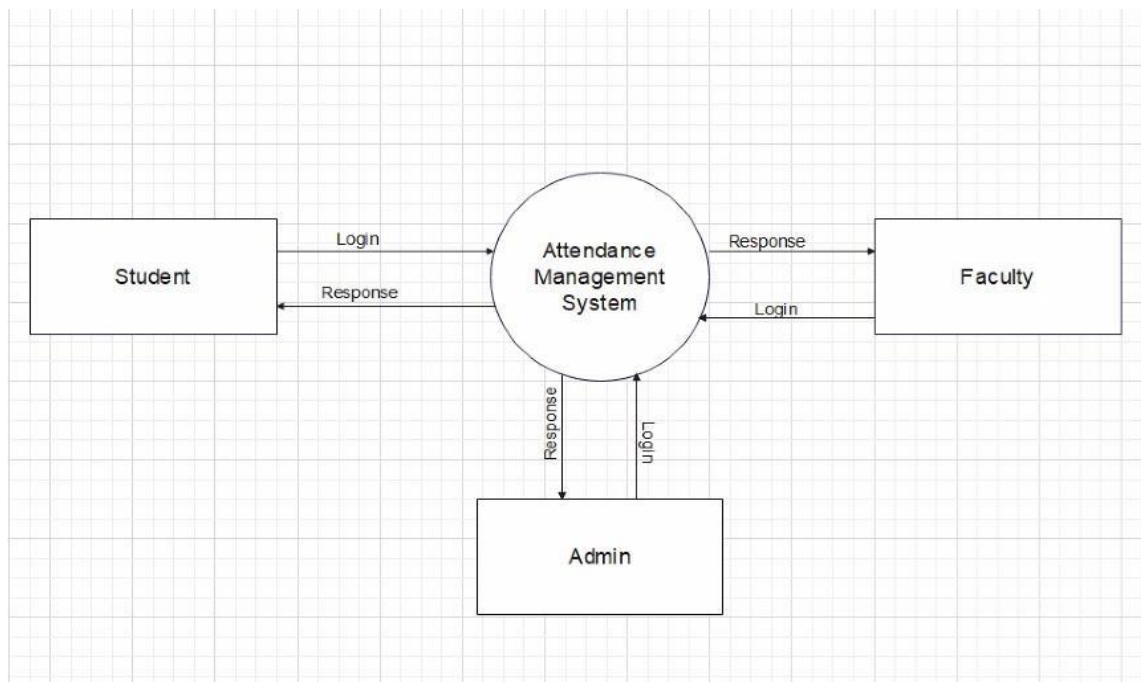 Login
Attendance
Management
System
Response
Student
Faculty
Response
Login
Response
Login
Admin